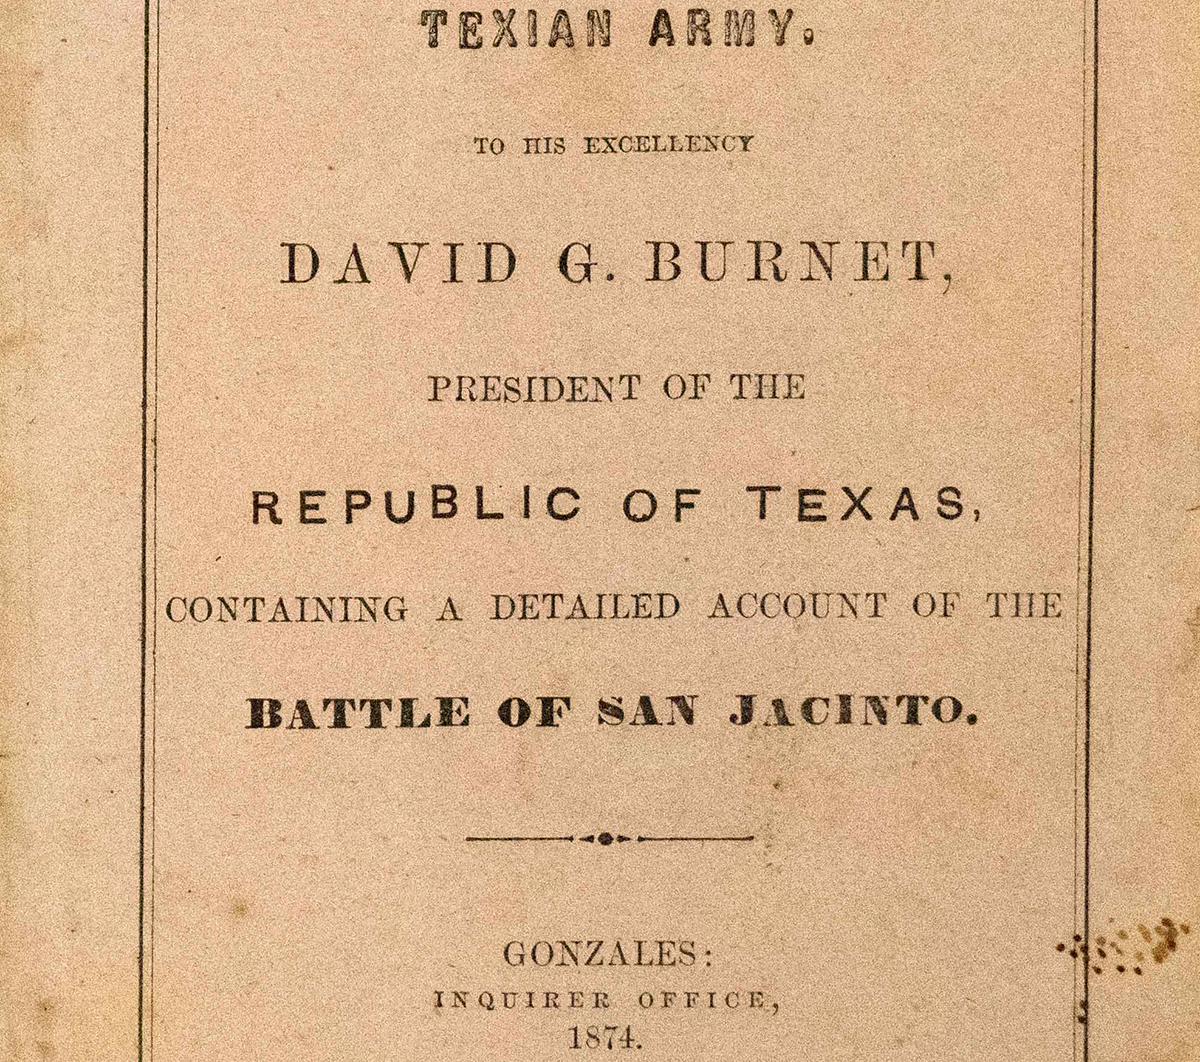 TEXIAN ARMY.
TO HIS EXCELLENCY
DAVID G. BURNET,
PRESIDENT OF THE
REPUBLIC OF TEXAS,
CONTAINING A DETAILED ACCOUNT OF THE
BATTLE OF SAN JACINTO.
GONZALES:
INQUIRER OFFICE,
1874.